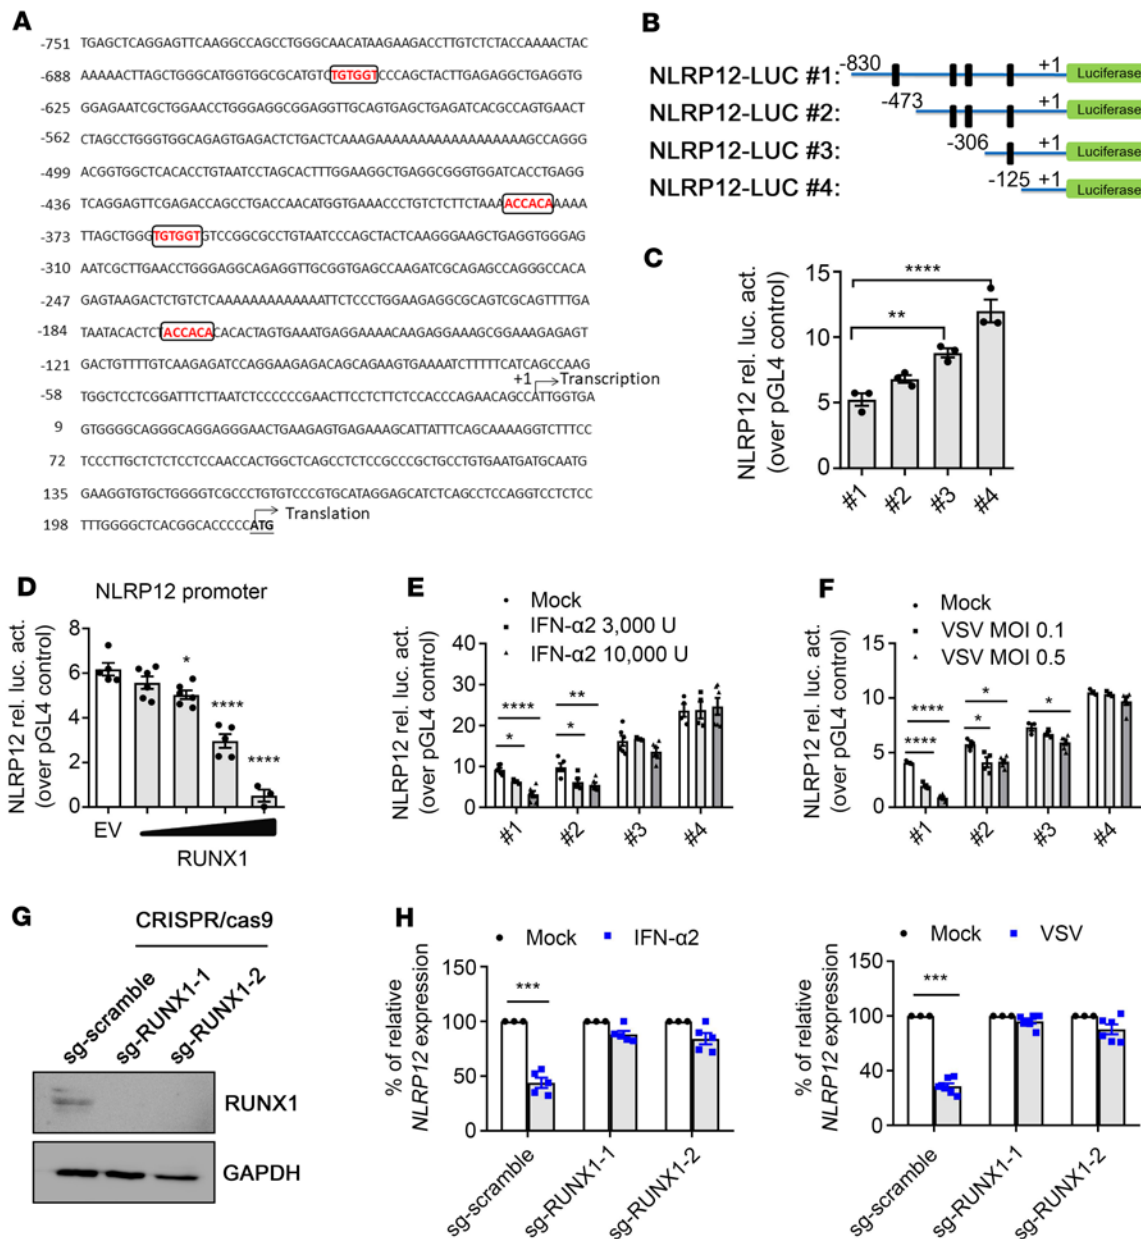 A
-751 TGAGCTCAGGAGTTCAAGGCCAGCCTGGGCAACATAAGAAGACCTTGTCTCTACCAAAACTAC
-688 AAAAACTTAGCTGGGCATGGTGGCGCATGTCTGTGGTCCCAGCTACTTGAGAGGCTGAGGTG
-625 GGAGAATCGCTGGAACCTGGGAGGCGGAGGTTGCAGTGAGCTGAGATCACGCCAGTGAACT
-562 CTAGCCTGGGTGGCAGAGTGAGACTCTGACTCAAAGAAAAAAAAAAAAAAAAAAAGCCAGGG
-499 ACGGTGGCTCACACCTGTAATCCTAGCACTTTGGAAGGCTGAGGCGGGTGGATCACCTGAGG
-436 TCAGGAGTTCGAGACCAGCCTGACCAACATGGTGAAACCCTGTCTCTTCTAAAACCACAAAAA
-373 TTAGCTGGGTGTGGTGTCCGGCGCCTGTAATCCCAGCTACTCAAGGGAAGCTGAGGTGGGAG
-310 AATCGCTTGAACCTGGGAGGCAGAGGTTGCGGTGAGCCAAGATCGCAGAGCCAGGGCCACA
-247 GAGTAAGACTCTGTCTCAAAAAAAAAAAAAATTCTCCCTGGAAGAGGCGCAGTCGCAGTTTTGA
-184 TAATACACTCTACCACACACACTAGTGAAATGAGGAAAACAAGAGGAAAGCGGAAAGAGAGT
-121 GACTGTTTTGTCAAGAGATCCAGGAAGAGACAGCAGAAGTGAAAATCTTTTTCATCAGCCAAG
+1 Transcription
-58 TGGCTCCTCGGATTTCTTAATCTCCCCCCGAACTTCCTCTTCTCCACCCAGAACAGCCATTGGTGA
9 GTGGGGCAGGGCAGGAGGGAACTGAAGAGTGAGAAAGCATTATTTCAGCAAAAGGTCTTTCC
72 TCCCTTGCTCTCTCCTCCAACCACTGGCTCAGCCTCTCCGCCCGCTGCCTGTGAATGATGCAATG
135 GAAGGTGTGCTGGGGTCGCCCTGTGTCCCGTGCATAGGAGCATCTCAGCCTCCAGGTCCTCTCC
198 TTTGGGGCTCACGGCACCCCCATG Translation
B
NLRP12-LUC #1: -830 +1 Luciferase
NLRP12-LUC #2: -473 +1 Luciferase
NLRP12-LUC #3: -306 +1 Luciferase
NLRP12-LUC #4: -125 +1 Luciferase
C
NLRP12 rel. luc. act.
(over pGL4 control)
15
10
5
0
****
**
#1 #2 #3 #4
D
NLRP12 promoter
NLRP12 rel. luc. act.
(over pGL4 control)
8
6
4
2
0
*
****
****
EV
RUNX1
E
Mock
IFN-α2 3,000 U
IFN-α2 10,000 U
NLRP12 rel. luc. act.
(over pGL4 control)
40
30
20
10
0
**** **
* *
#1 #2 #3 #4
F
Mock
VSV MOI 0.1
VSV MOI 0.5
NLRP12 rel. luc. act.
(over pGL4 control)
15
10
5
0
**** * *
**** *
#1 #2 #3 #4
G
CRISPR/cas9
sg-scramble sg-RUNX1-1 sg-RUNX1-2
RUNX1
GAPDH
H
Mock IFN-α2
% of relative
NLRP12 expression
150
100
50
0
***
sg-scramble sg-RUNX1-1 sg-RUNX1-2
Mock VSV
% of relative
NLRP12 expression
150
100
50
0
***
sg-scramble sg-RUNX1-1 sg-RUNX1-2